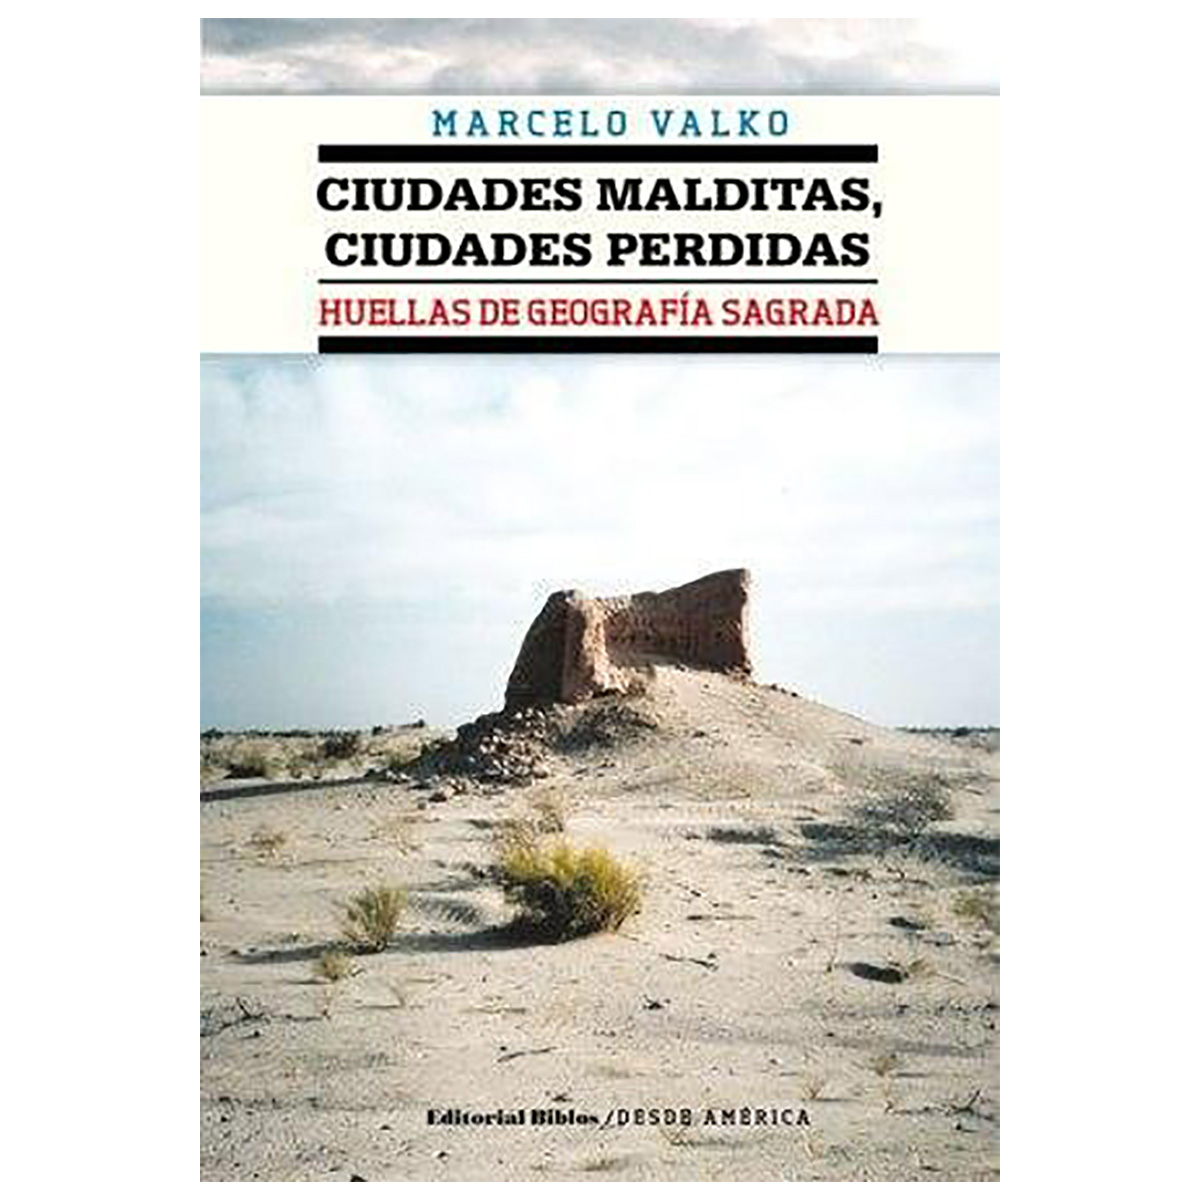 MARCELO VALKO
CIUDADES MALDITAS,
CIUDADES PERDIDAS
HUELLAS DE GEOGRAFÍA SAGRADA
Editorial Biblos/DESDE AMÉRICA